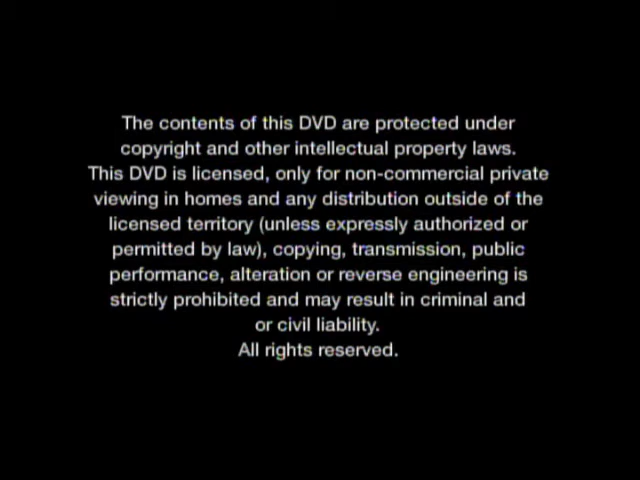 The contents of this DVD are protected under
copyright and other intellectual property laws.
This DVD is licensed, only for non-commercial private
viewing in homes and any distribution outside of the
licensed territory (unless expressly authorized or
permitted by law), copying, transmission, public
performance, alteration or reverse engineering is
strictly prohibited and may result in criminal and
or civil liability.
All rights reserved.